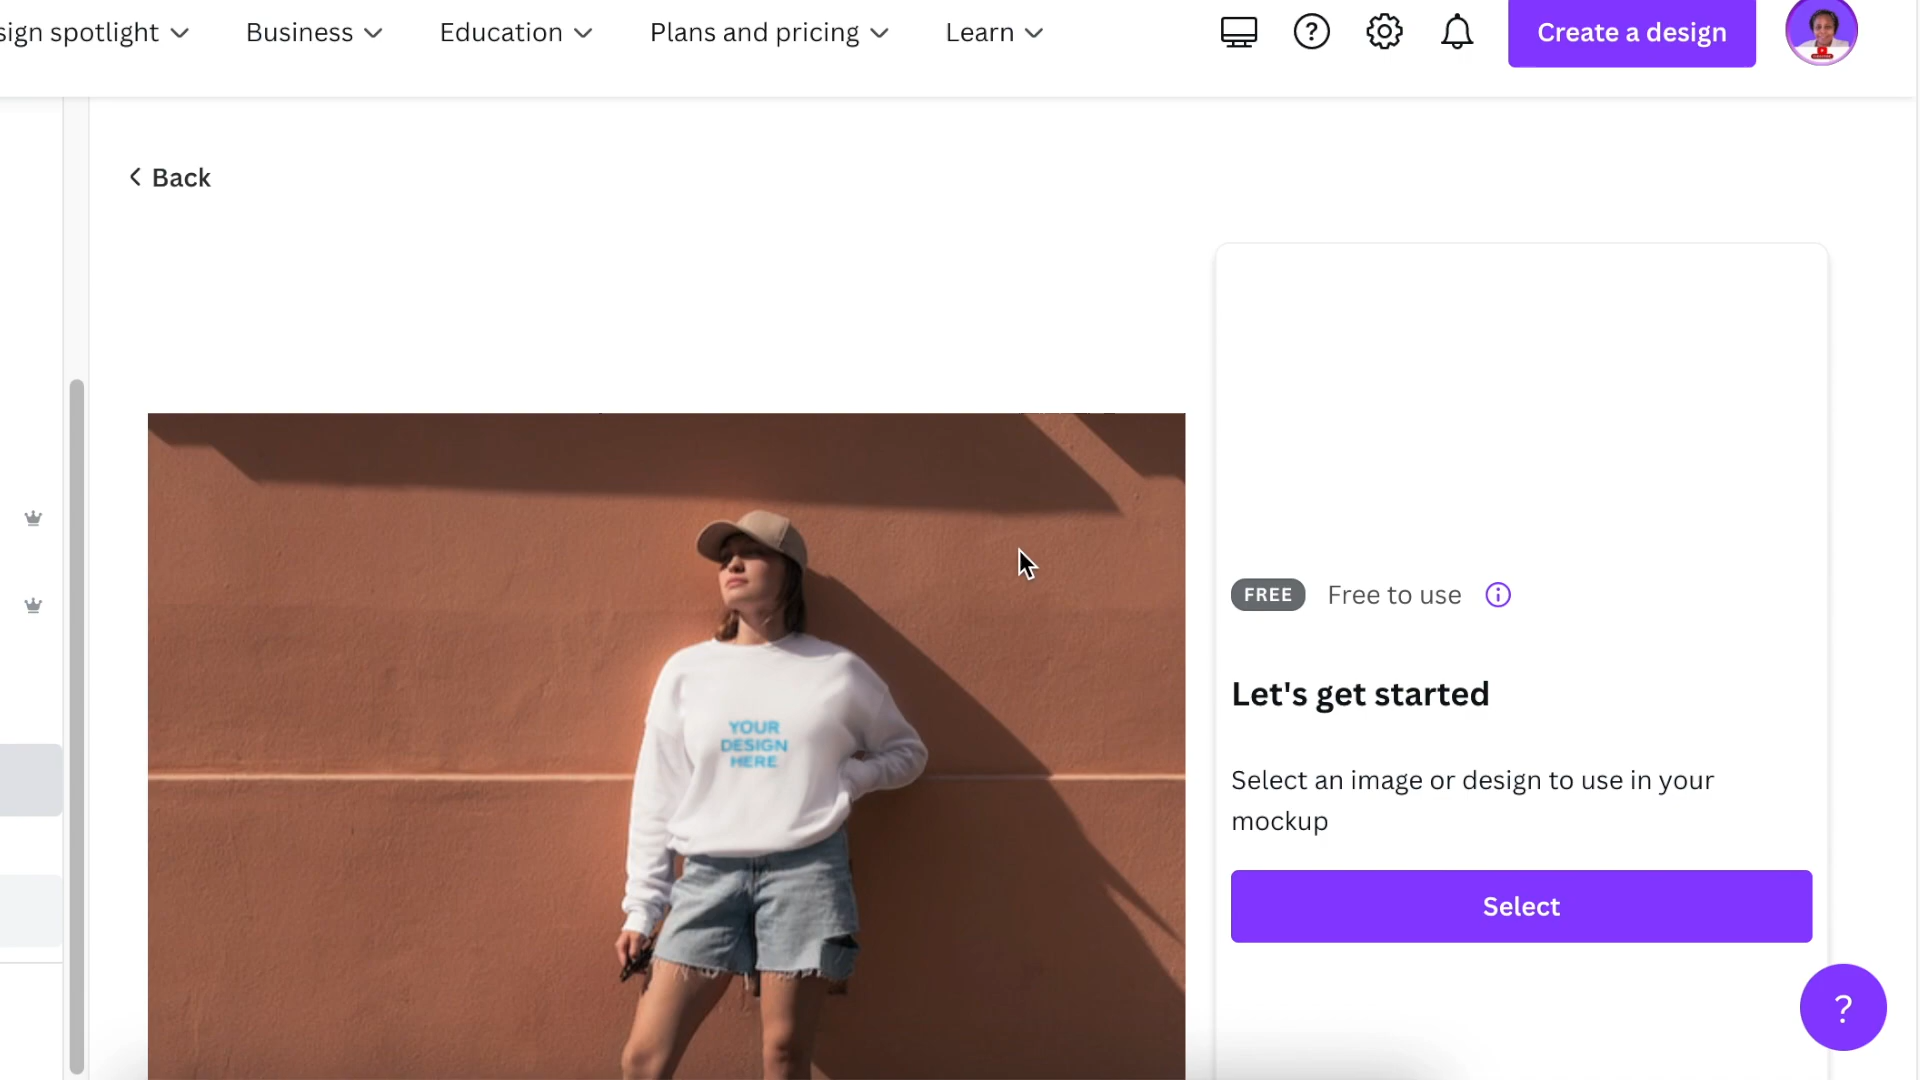 sign spotlight
Business
Education
Plans and pricing
Learn
?
Create a design
Back
YOUR
DESIGN
HERE
FREE
Free to use
i
Let's get started
Select an image or design to use in your
mockup
Select
?